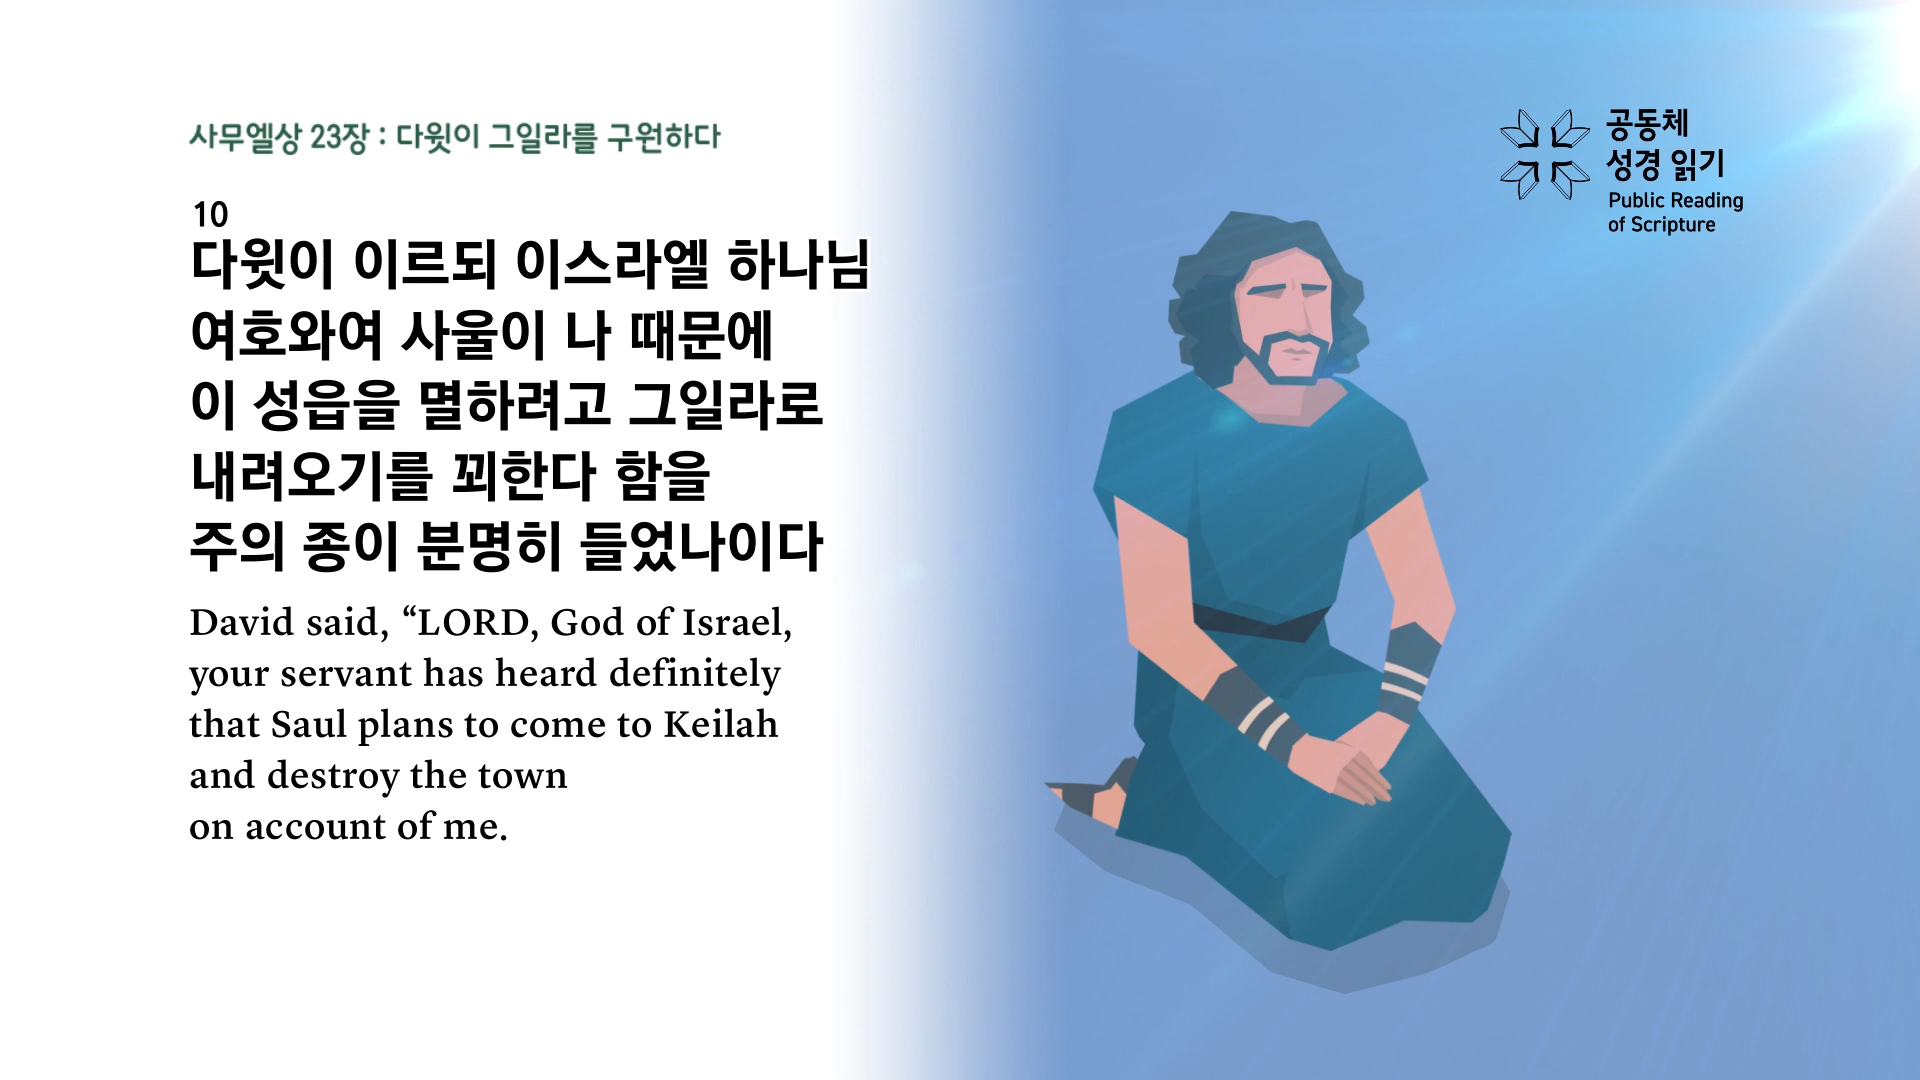 사무엘상 23장 : 다윗이 그일라를 구원하다
10
다윗이 이르되 이스라엘 하나님
여호와여 사울이 나 때문에
이 성읍을 멸하려고 그일라로
내려오기를 꾀한다 함을
주의 종이 분명히 들었나이다
David said, “LORD, God of Israel,
your servant has heard definitely
that Saul plans to come to Keilah
and destroy the town
on account of me.
공동체
성경 읽기
Public Reading
of Scripture